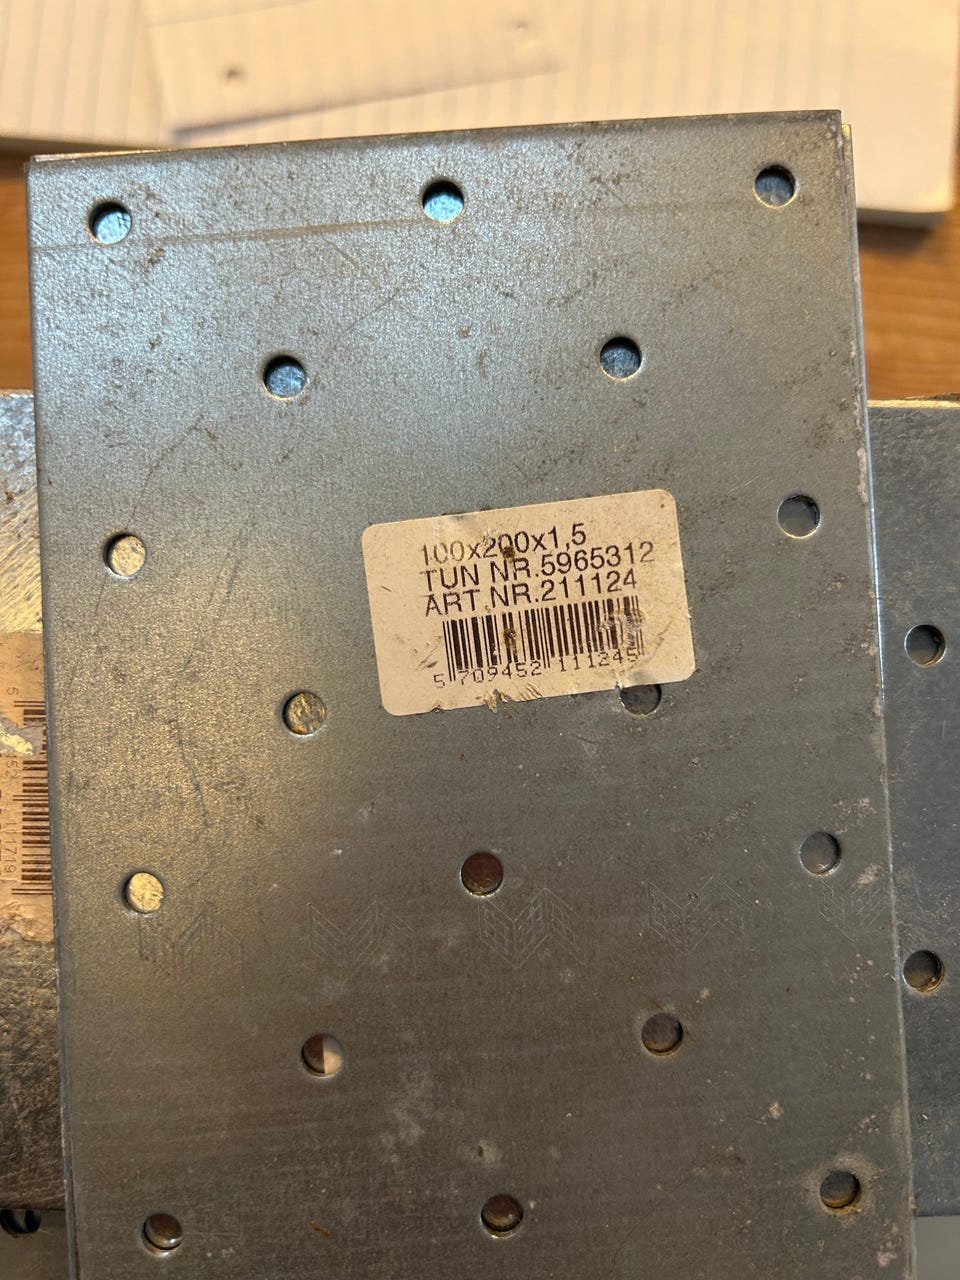 100x200x1,5
TUN NR.5965312
ART NR.211124
5 709452 111245